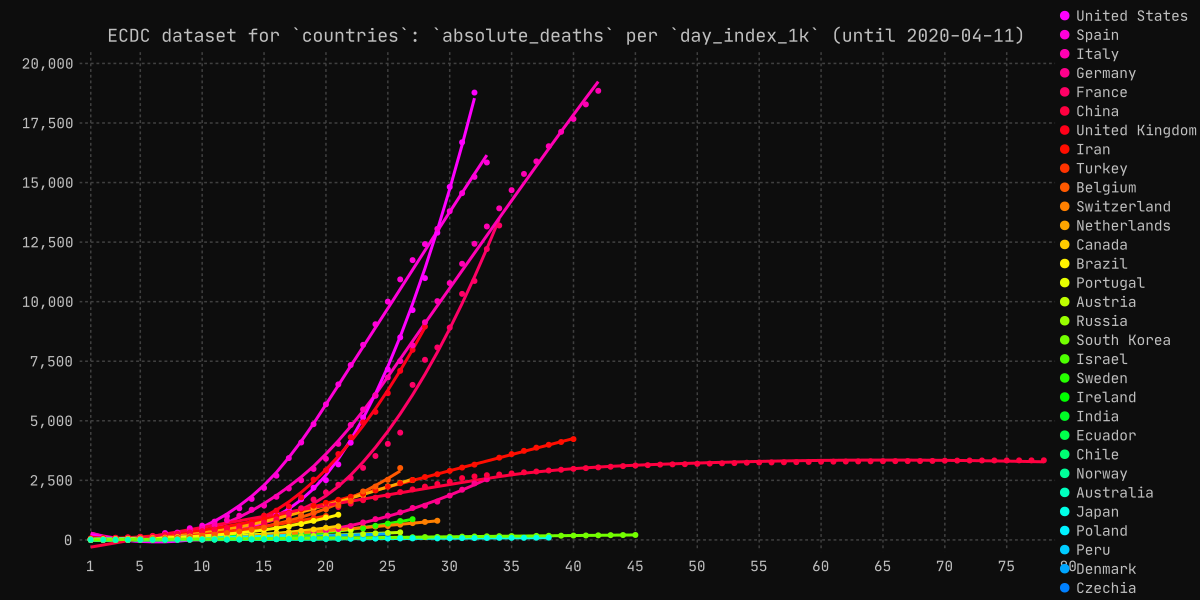 ECDC dataset for `countries`: `absolute_deaths` per `day_index_1k` (until 2020-04-11)
20,000
17,500
15,000
12,500
10,000
7,500
5,000
2,500
0
1 5 10 15 20 25 30 35 40 45 50 55 60 65 70 75 80
United States
Spain
Italy
Germany
France
China
United Kingdom
Iran
Turkey
Belgium
Switzerland
Netherlands
Canada
Brazil
Portugal
Austria
Russia
South Korea
Israel
Sweden
Ireland
India
Ecuador
Chile
Norway
Australia
Japan
Poland
Peru
Denmark
Czechia